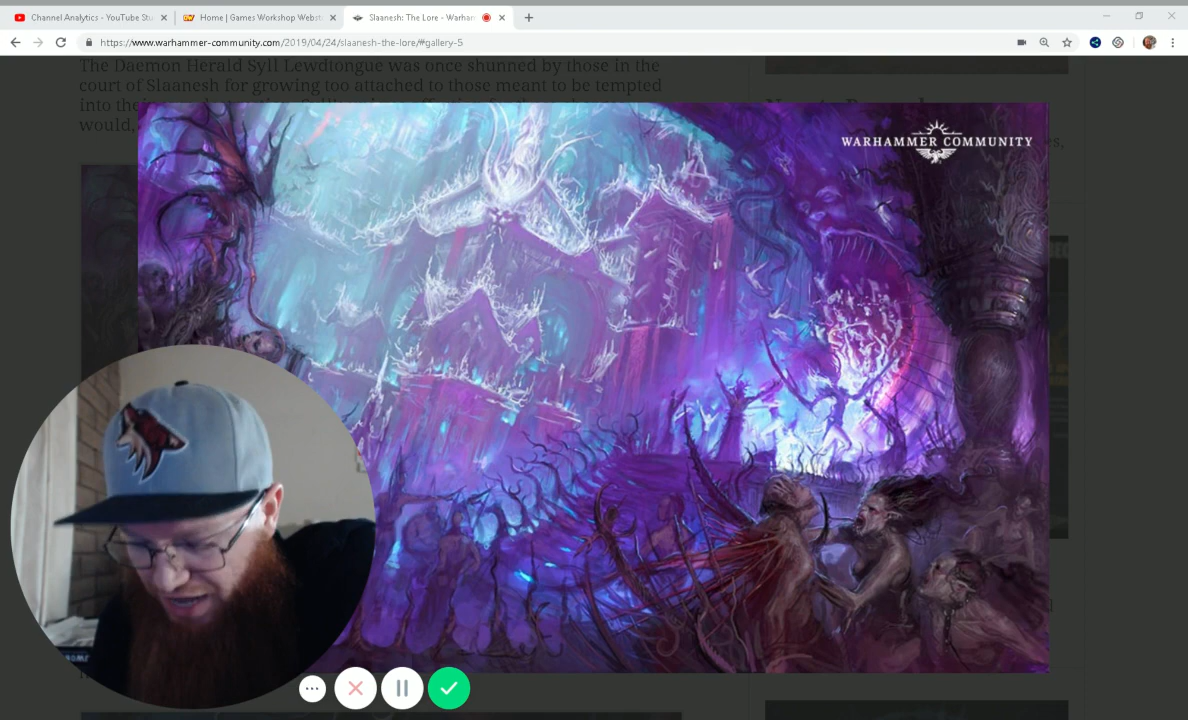 Channel Analytics - YouTube Stu
Home | Games Workshop Webst
Slaanesh: The Lore - Warham
https://www.warhammer-community.com/2019/04/24/slaanesh-the-lore/#gallery-5
The Daemon Herald Syll Lewdtongue was once shunned by those in the
court of Slaanesh for growing too attached to those meant to be tempted
into the
would,
WARHAMMER COMMUNITY